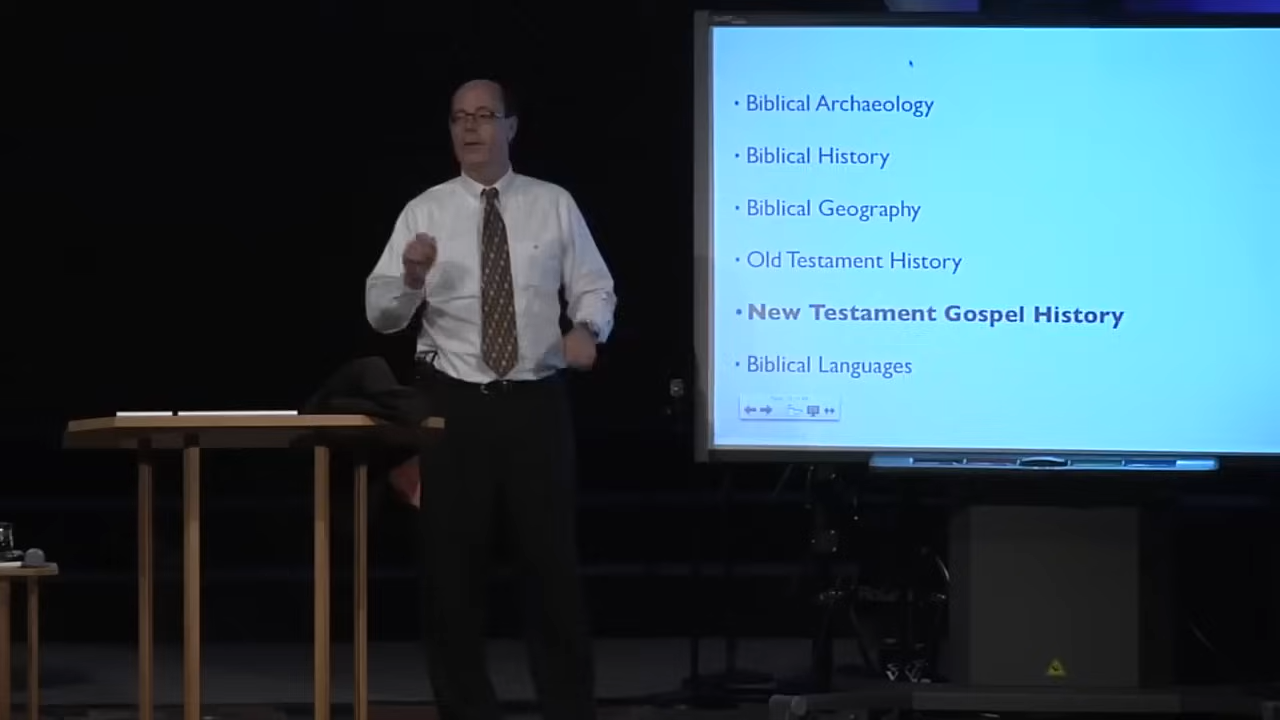 • Biblical Archaeology
• Biblical History
• Biblical Geography
• Old Testament History
• New Testament Gospel History
• Biblical Languages